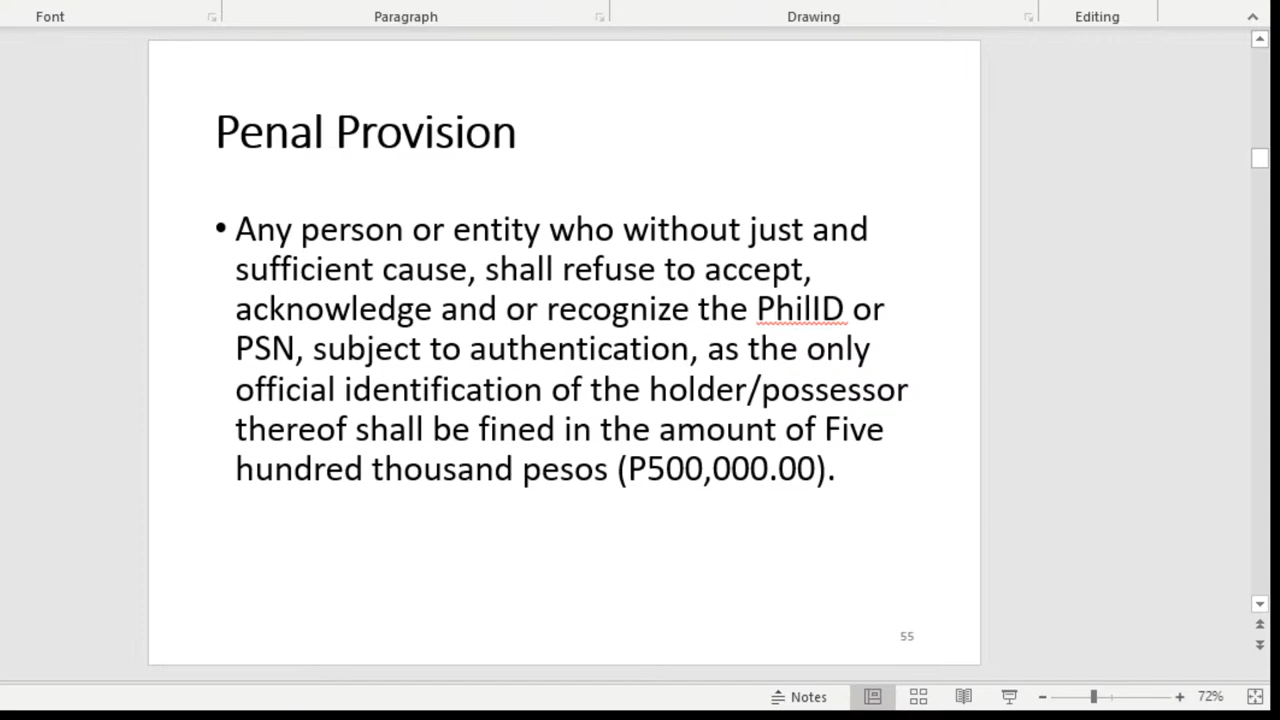 Font
Paragraph
Drawing
Editing
Penal Provision
• Any person or entity who without just and
sufficient cause, shall refuse to accept,
acknowledge and or recognize the PhilID or
PSN, subject to authentication, as the only
official identification of the holder/possessor
thereof shall be fined in the amount of Five
hundred thousand pesos (P500,000.00).
55
Notes
72%